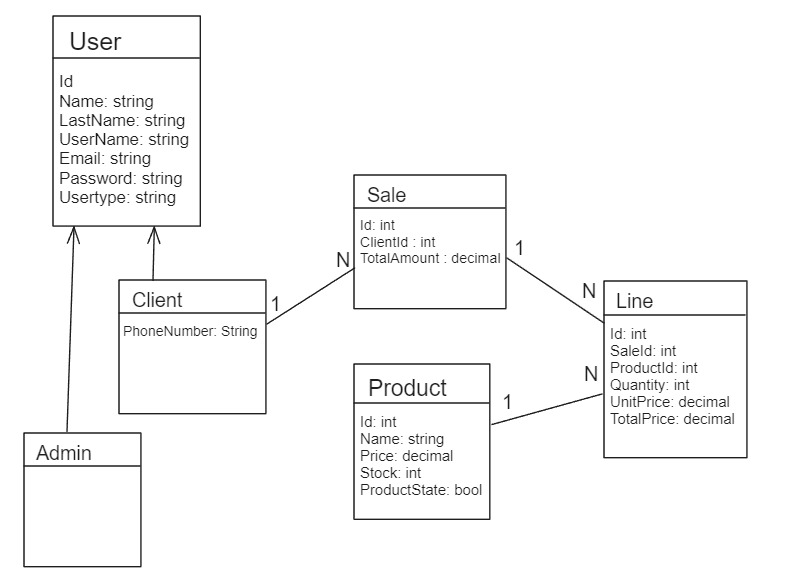 User
Id
Name: string
LastName: string
UserName: string
Email: string
Password: string
Usertype: string
Sale
Id: int
ClientId : int
TotalAmount : decimal
N
1
Client
PhoneNumber: String
1
N
Line
Id: int
SaleId: int
ProductId: int
Quantity: int
UnitPrice: decimal
TotalPrice: decimal
N
Product
Id: int
Name: string
Price: decimal
Stock: int
ProductState: bool
1
Admin